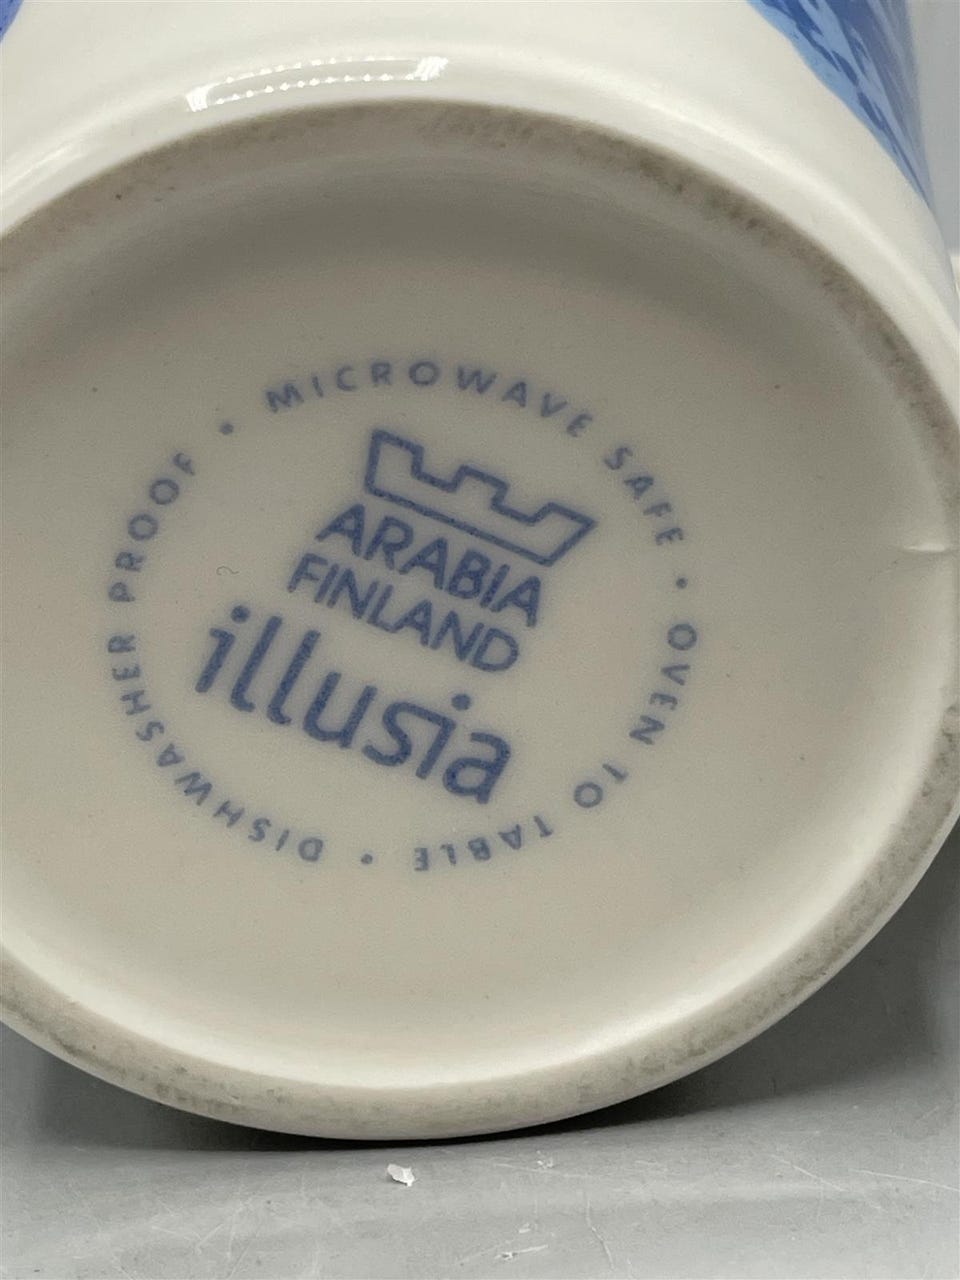 MICROWAVE SAFE • OVEN TO TABLE • DISHWASHER PROOF •
ARABIA
FINLAND
illusia